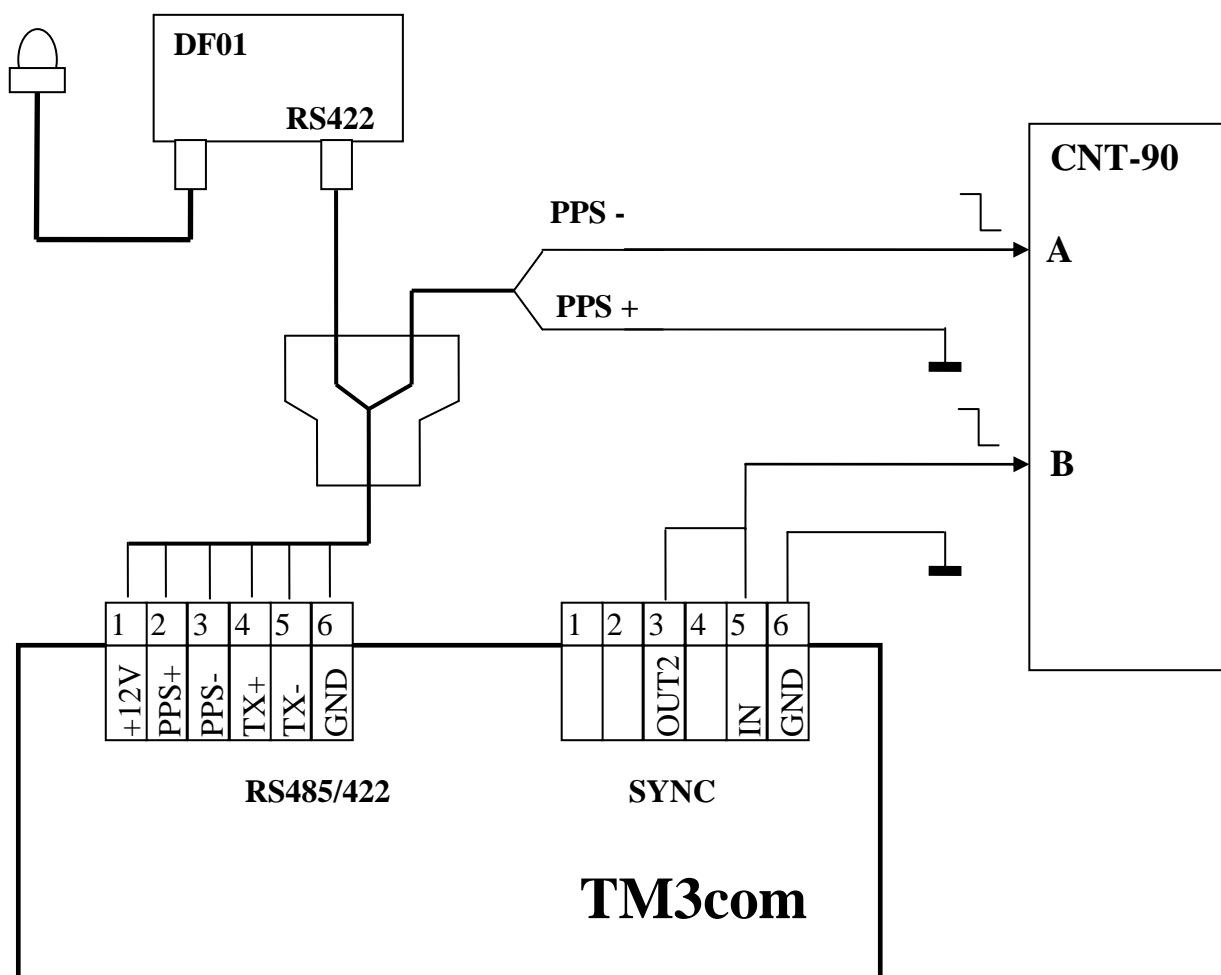 DF01
RS422
CNT-90
PPS -
A
PPS +
B
1 2 3 4 5 6
+12V PPS+ PPS- TX+ TX- GND
1 2 3 4 5 6
OUT2 IN GND
RS485/422
SYNC
TM3com